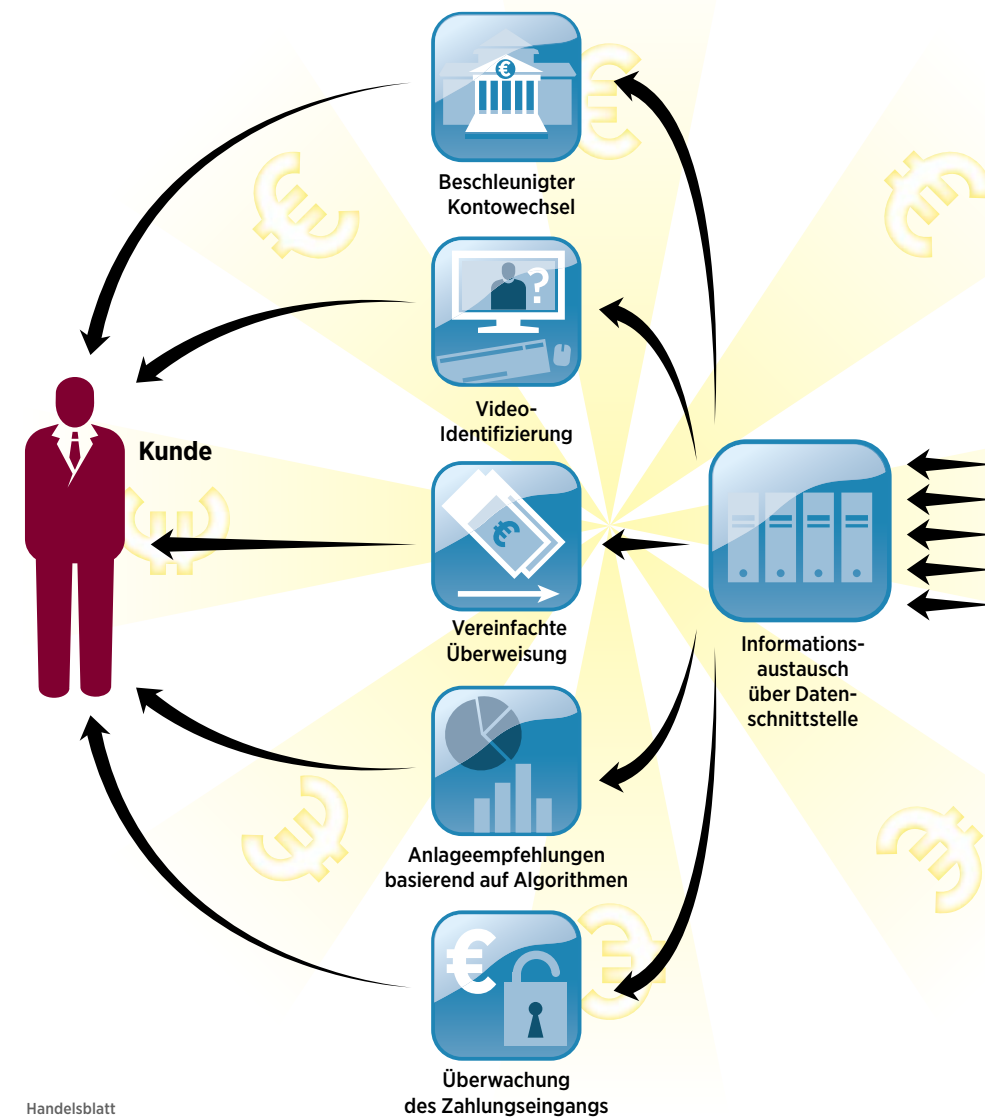 €
Beschleunigter
Kontowechsel
?
Video-
Identifizierung
Kunde
€
Vereinfachte
Überweisung
Informations-
austausch
über Daten-
schnittstelle
Anlageempfehlungen
basierend auf Algorithmen
€
Überwachung
des Zahlungseingangs
Handelsblatt